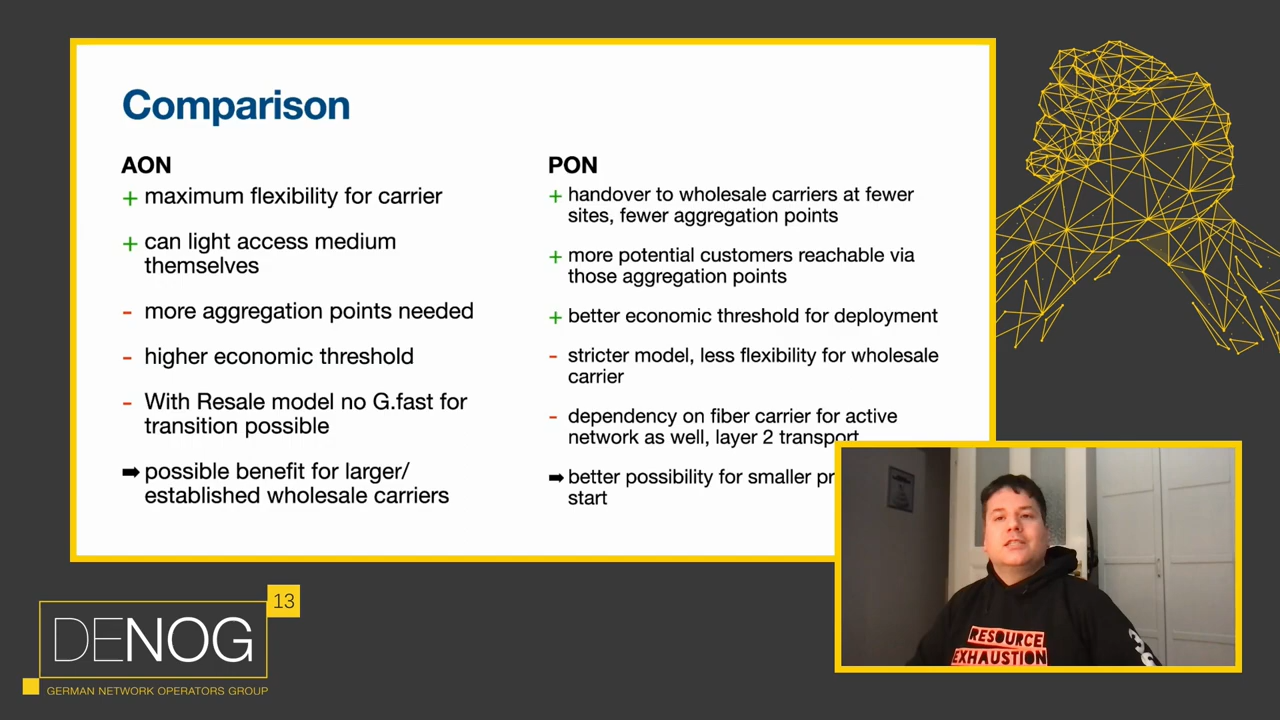 Comparison
AON
+ maximum flexibility for carrier
+ can light access medium
themselves
- more aggregation points needed
- higher economic threshold
- With Resale model no G.fast for
transition possible
➡ possible benefit for larger/
established wholesale carriers
PON
+ handover to wholesale carriers at fewer
sites, fewer aggregation points
+ more potential customers reachable via
those aggregation points
+ better economic threshold for deployment
- stricter model, less flexibility for wholesale
carrier
- dependency on fiber carrier for active
network as well, layer 2 transport
➡ better possibility for smaller
start
13
DENOG
GERMAN NETWORK OPERATORS GROUP
RESOURCE
EXHAUSTION